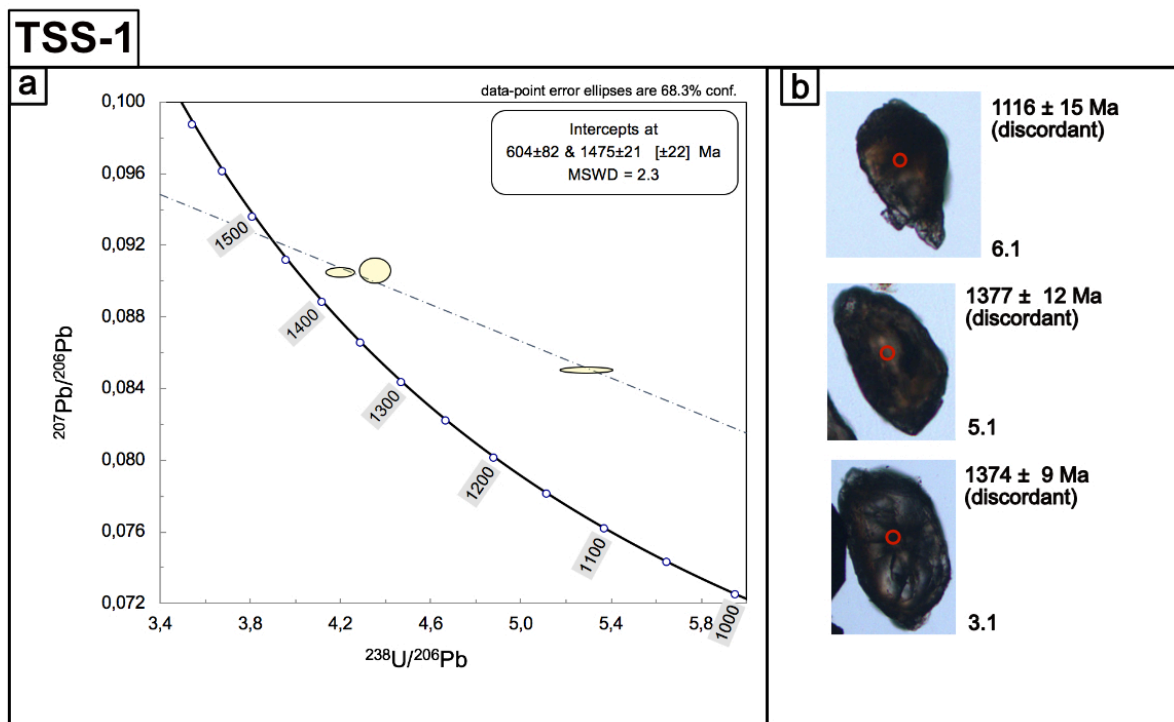 TSS-1
a
data-point error ellipses are 68.3% conf.
Intercepts at
604±82 & 1475±21 [±22] Ma
MSWD = 2.3
0,100
0,096
0,092
0,088
0,084
0,080
0,076
0,072
²⁰⁷Pb/²⁰⁶Pb
1500
1400
1300
1200
1100
1000
3,4
3,8
4,2
4,6
5,0
5,4
5,8
²³⁸U/²⁰⁶Pb
b
1116 ± 15 Ma
(discordant)
6.1
1377 ± 12 Ma
(discordant)
5.1
1374 ± 9 Ma
(discordant)
3.1